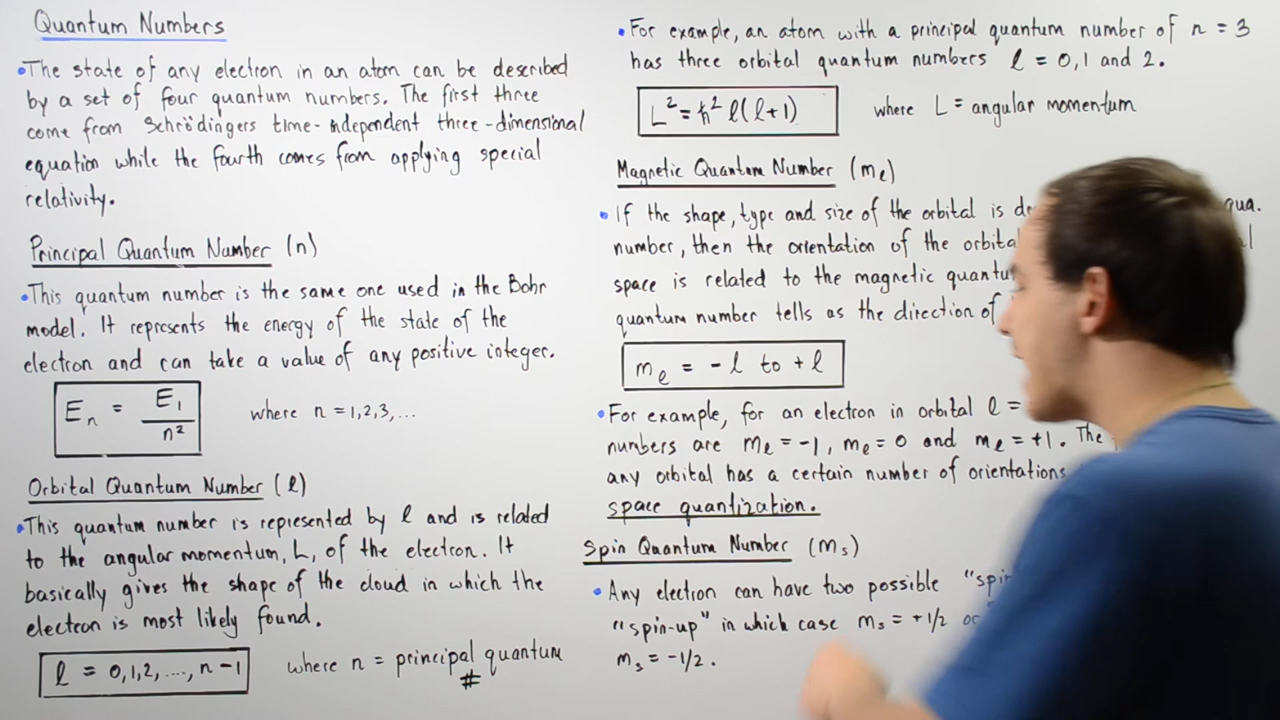 Quantum Numbers
•The state of any electron in an atom can be described
by a set of four quantum numbers. The first three
come from Schrödingers time-independent three-dimensional
equation while the fourth comes from applying special
relativity.
Principal Quantum Number (n)
•This quantum number is the same one used in the Bohr
model. It represents the energy of the state of the
electron and can take a value of any positive integer.
Eₙ = E₁/n² where n = 1,2,3,...
Orbital Quantum Number (ℓ)
•This quantum number is represented by ℓ and is related
to the angular momentum, L, of the electron. It
basically gives the shape of the cloud in which the
electron is most likely found.
ℓ = 0,1,2,....,n-1 where n = principal quantum
#
•For example, an atom with a principal quantum number of n = 3
has three orbital quantum numbers ℓ = 0,1 and 2.
L² = ħ² ℓ(ℓ+1) where L = angular momentum
Magnetic Quantum Number (mℓ)
•If the shape, type and size of the orbital is qua.
number, then the orientation of the
space is related to the magnetic
quantum number tells as the direction of
mℓ = -ℓ to +ℓ
•For example, for an electron in orbital ℓ =
numbers are mℓ = -1, mℓ = 0 and mℓ = +1. The
any orbital has a certain number of orientations
space quantization.
Spin Quantum Number (mₛ)
•Any electron can have two possible
"spin-up" in which case mₛ = +1/2 or
mₛ = -1/2.